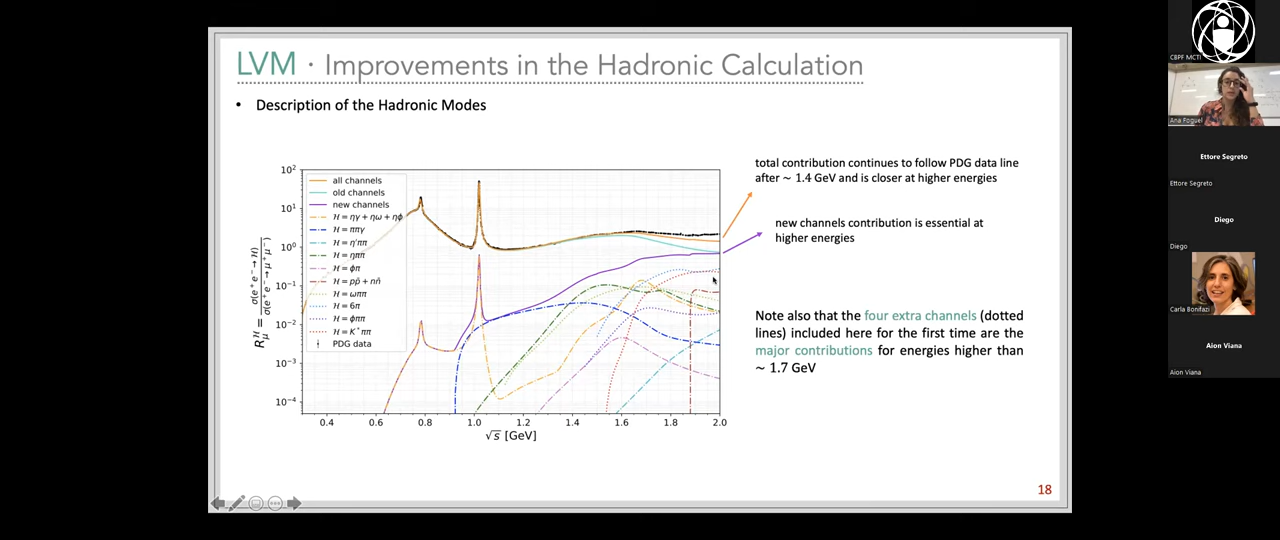 LVM · Improvements in the Hadronic Calculation
• Description of the Hadronic Modes
total contribution continues to follow PDG data line
after ~ 1.4 GeV and is closer at higher energies
new channels contribution is essential at
higher energies
Note also that the four extra channels (dotted
lines) included here for the first time are the
major contributions for energies higher than
~ 1.7 GeV
10²
10¹
10⁰
10⁻¹
10⁻²
10⁻³
10⁻⁴
R_μ^ℋ = σ(e⁺e⁻→ℋ) / σ(e⁺e⁻→μ⁺μ⁻)
all channels
old channels
new channels
ℋ = ηγ + ηω + ηϕ
ℋ = ππγ
ℋ = η′ππ
ℋ = ηππ
ℋ = ϕπ
ℋ = pp̄ + nn̄
ℋ = ωππ
ℋ = 6π
ℋ = ϕππ
ℋ = K*ππ
PDG data
0.4 0.6 0.8 1.0 1.2 1.4 1.6 1.8 2.0
√s [GeV]
18
CBPF MCTI
Ana Foguel
Ettore Segreto
Ettore Segreto
Diego
Diego
Carla Bonifazi
Aion Viana
Aion Viana